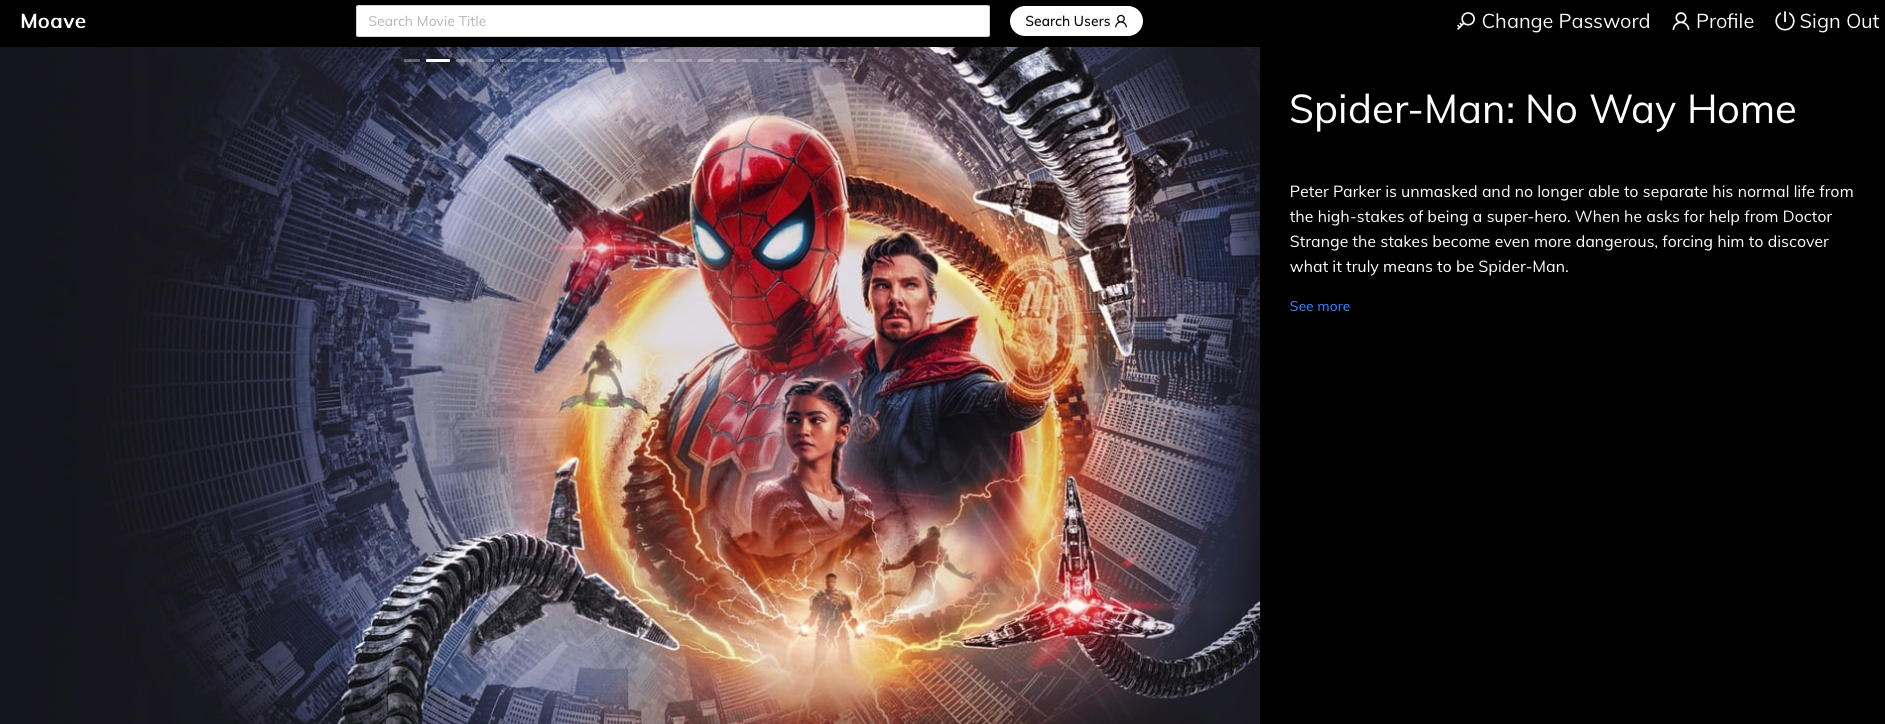 Moave
Search Movie Title
Search Users
Change Password
Profile
Sign Out
Spider-Man: No Way Home
Peter Parker is unmasked and no longer able to separate his normal life from
the high-stakes of being a super-hero. When he asks for help from Doctor
Strange the stakes become even more dangerous, forcing him to discover
what it truly means to be Spider-Man.
See more